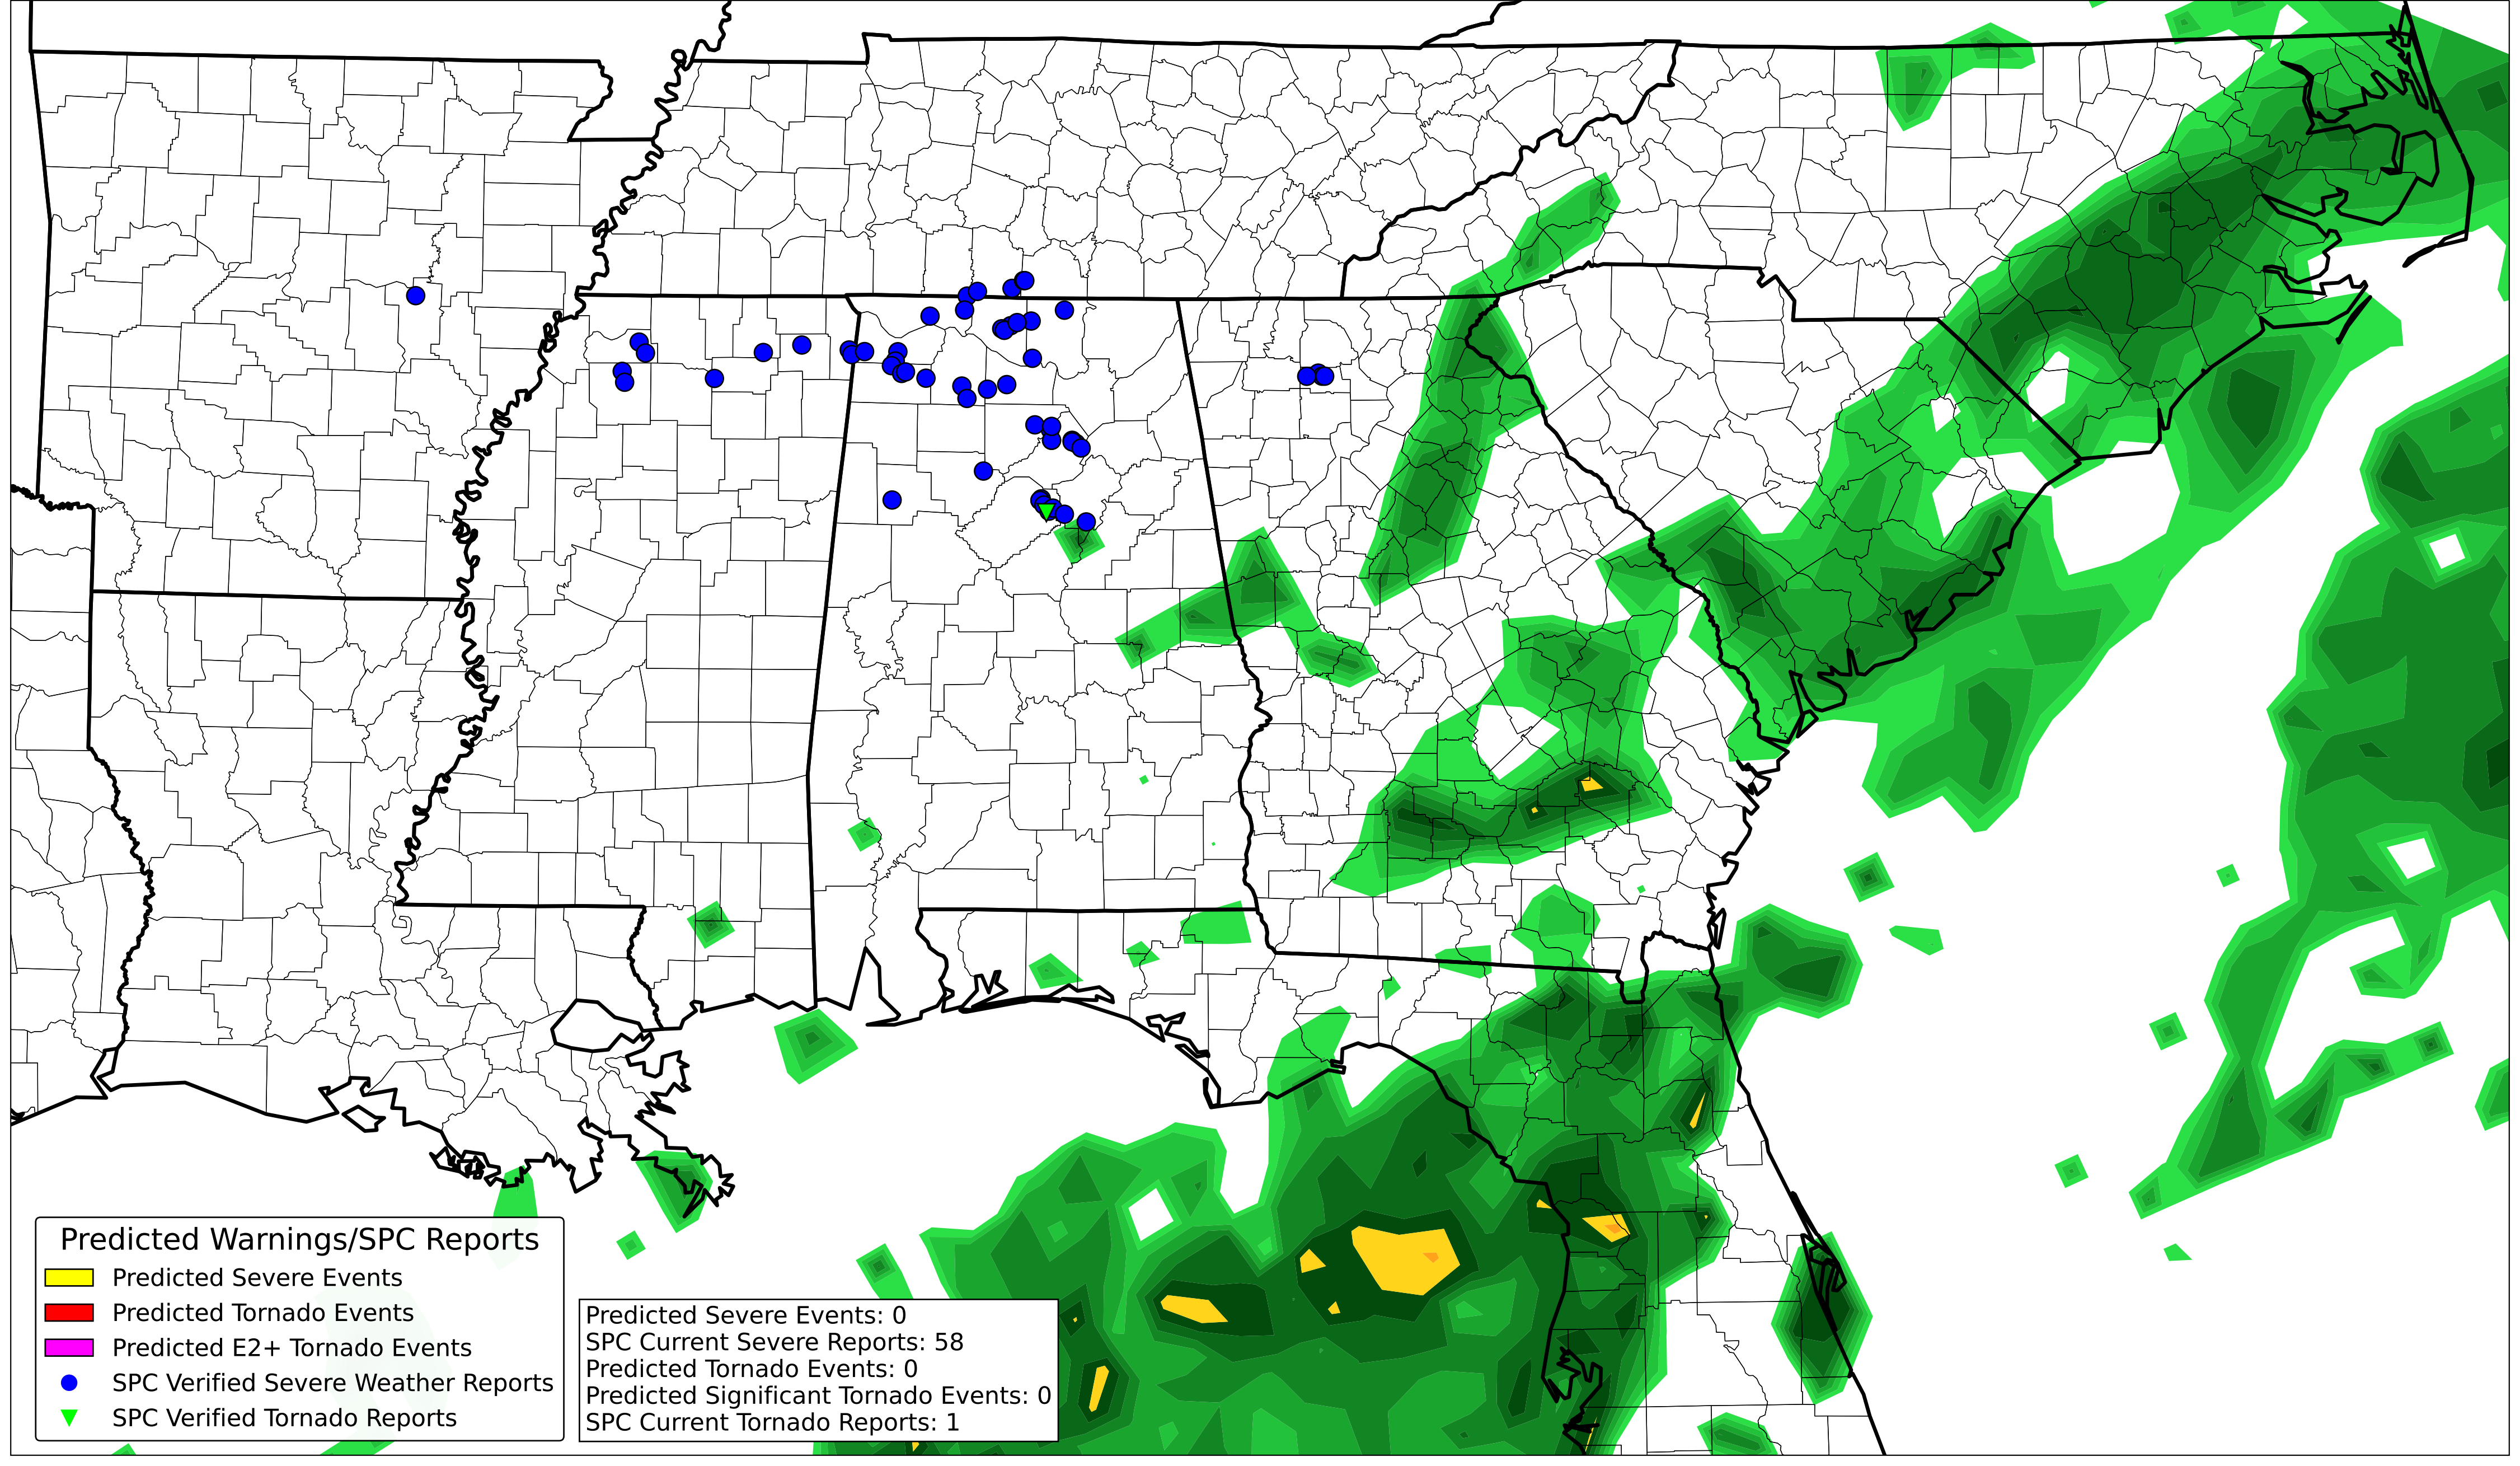 Predicted Warnings/SPC Reports
Predicted Severe Events
Predicted Tornado Events
Predicted E2+ Tornado Events
SPC Verified Severe Weather Reports
SPC Verified Tornado Reports
Predicted Severe Events: 0
SPC Current Severe Reports: 58
Predicted Tornado Events: 0
Predicted Significant Tornado Events: 0
SPC Current Tornado Reports: 1